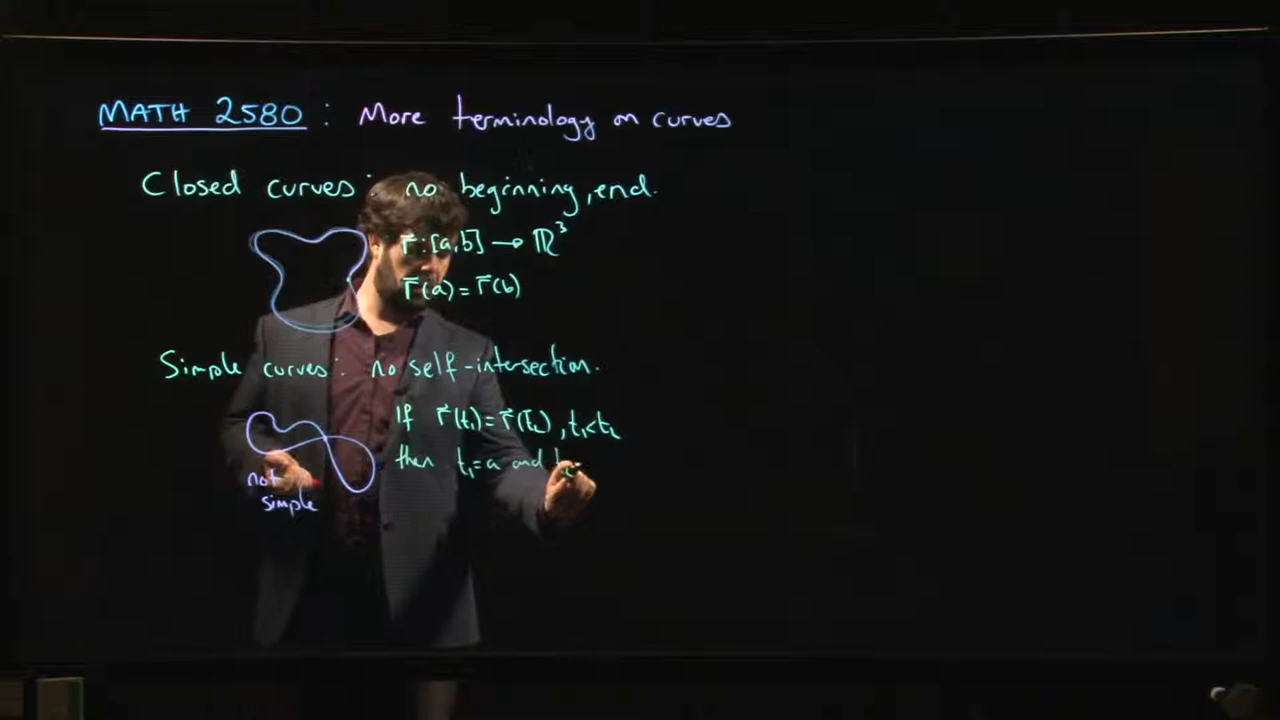 MATH 2580 : More terminology on curves
Closed curves : no beginning, end.
r⃗ : [a,b] → ℝ³
r⃗(a) = r⃗(b)
Simple curves : no self-intersection.
If r⃗(t₁) = r⃗(t₂), t₁<t₂
then t₁=a and t₂
not
simple